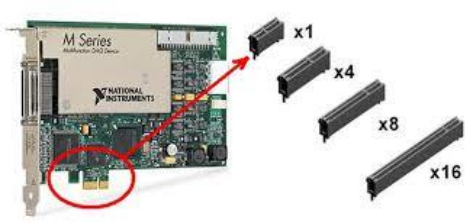 M Series
Multifunction DAQ Device
NATIONAL
INSTRUMENTS
x1
x4
x8
x16